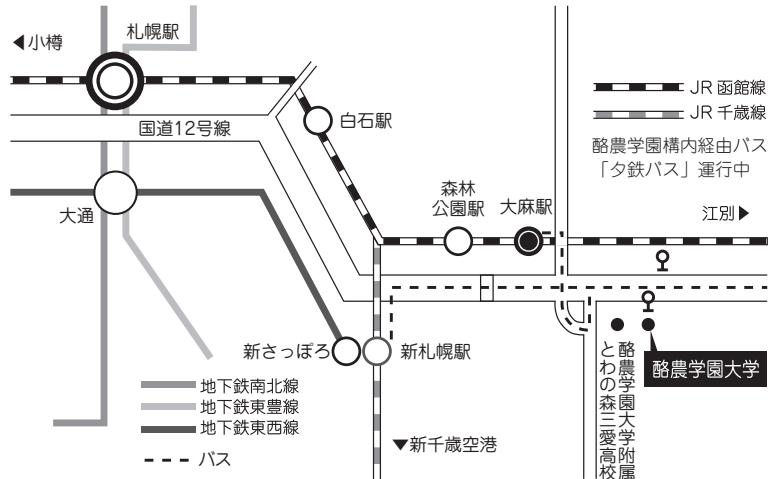 札幌駅
◀小樽
JR函館線
JR千歳線
国道12号線
白石駅
酪農学園構内経由バス
「夕鉄バス」運行中
森林
公園駅
大麻駅
大通
江別▶
新さっぽろ
新札幌駅
酪農学園大学附属
とわの森三愛高校
酪農学園大学
地下鉄南北線
地下鉄東豊線
地下鉄東西線
▼新千歳空港
バス